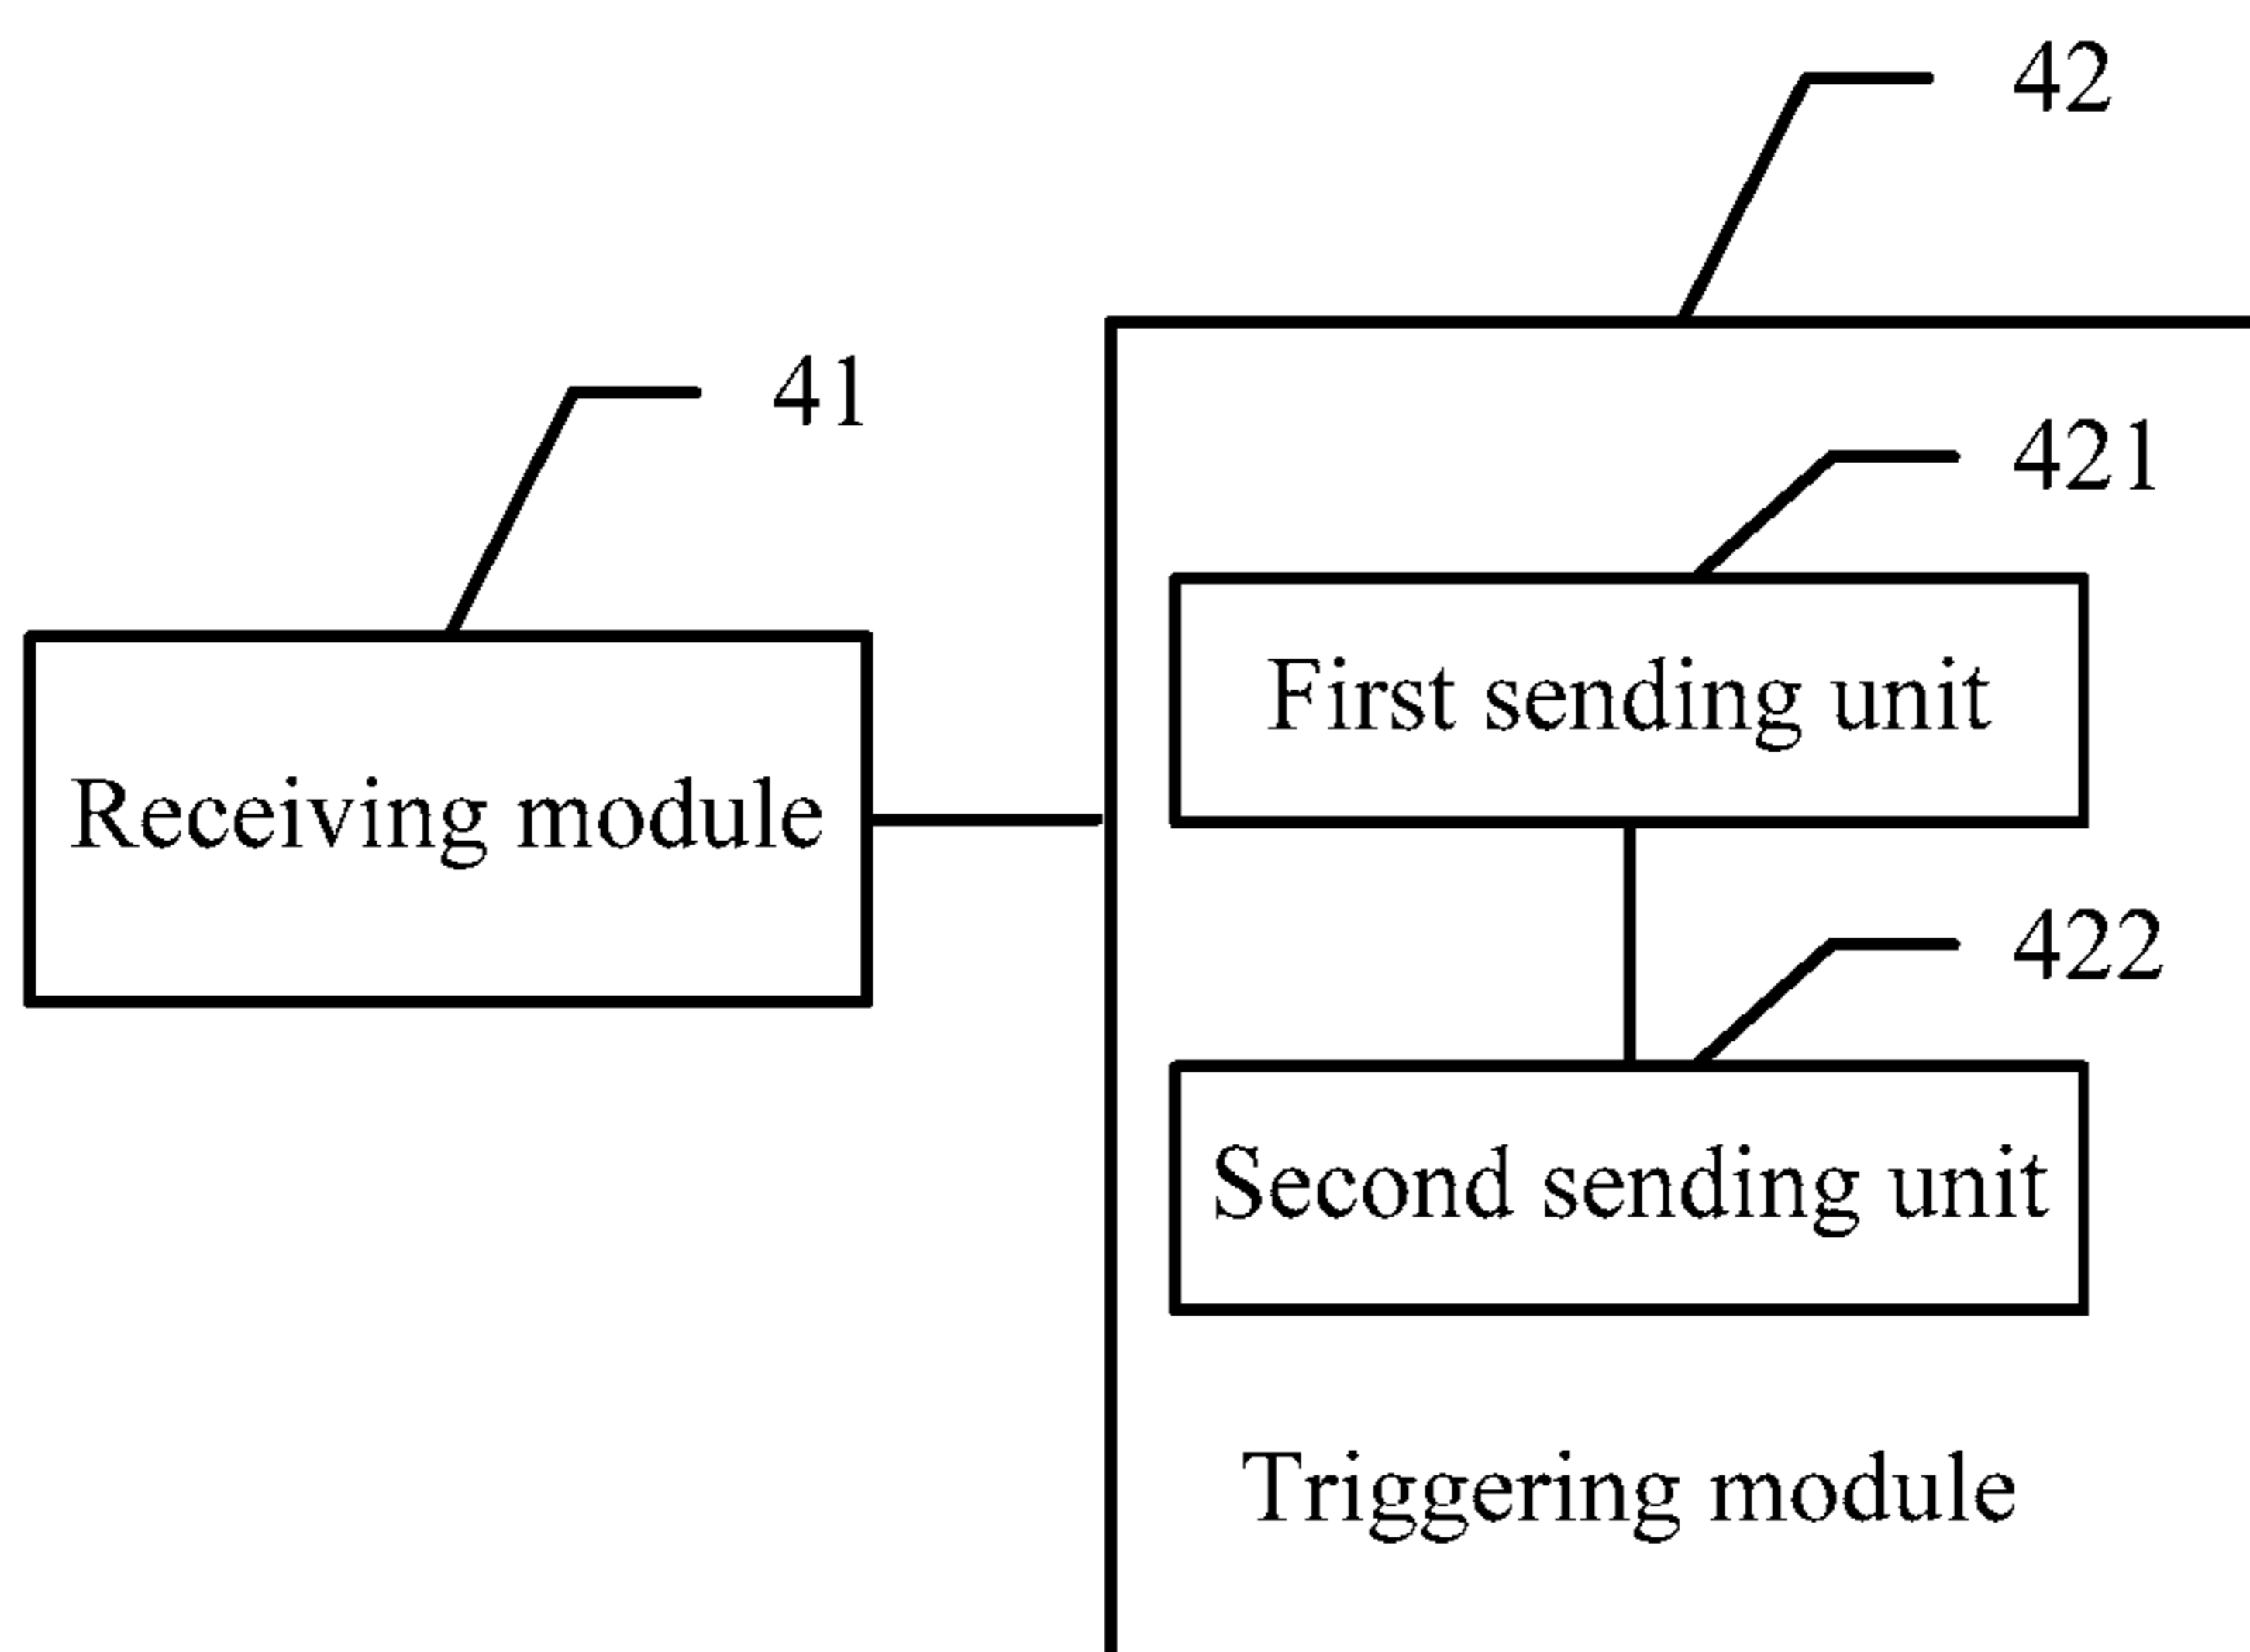 42
41
421
First sending unit
Receiving module
422
Second sending unit
Triggering module